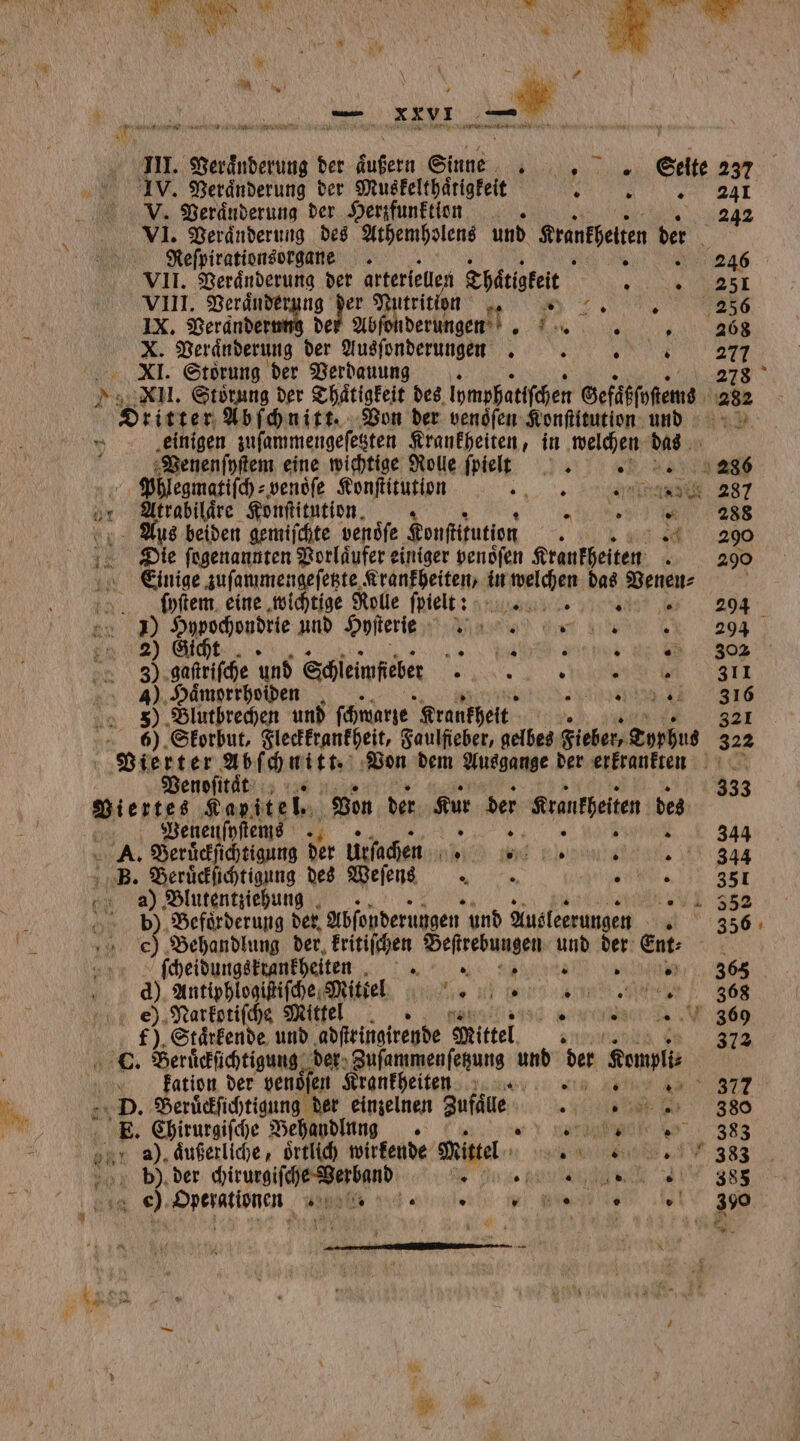 — XXVI —
III. Veränderung der äußern Sinne . . . Seite 237
IV. Veränderung der Muskelthätigkeit . . . 241
V. Veränderung der Herzfunktion . . . 242
VI. Veränderung des Athemholens und Krankheiten der
Reſpirationsorgane . . . . . 246
VII. Veränderung der arteriellen Thätigkeit . . 251
VIII. Veränderung der Nutrition . . . . 256
IX. Veränderung der Abſonderungen . . . . 268
X. Veränderung der Ausſonderungen . . . . 277
XI. Störung der Verdauung . . . . . 278
XII. Störung der Thätigkeit des lymphatiſchen Gefäßſyſtems 282
Dritter Abſchnitt. Von der venöſen Konſtitution und
einigen zuſammengeſetzten Krankheiten, in welchen das
Venenſyſtem eine wichtige Rolle ſpielt . . . 286
Phlegmatiſch-venöſe Konſtitution . . . . 287
Atrabiläre Konſtitution . . . . . 288
Aus beiden gemiſchte venöſe Konſtitution . . . 290
Die ſogenannten Vorläufer einiger venöſen Krankheiten . 290
Einige zuſammengeſetzte Krankheiten, in welchen das Venen-
ſyſtem eine wichtige Rolle ſpielt: . . . . 294
1) Hypochondrie und Hyſterie . . . . . 294
2) Gicht . . . . . . . 302
3) gaſtriſche und Schleimfieber . . . . . 311
4) Hämorrhoiden . . . . . . 316
5) Blutbrechen und ſchwarze Krankheit . . . 321
6) Skorbut, Fleckkrankheit, Faulfieber, gelbes Fieber, Typhus 322
Vierter Abſchnitt. Von dem Ausgange der erkrankten
Venoſität . . . . . . 333
Viertes Kapitel. Von der Kur der Krankheiten des
Venenſyſtems . . . . . . 344
A. Berückſichtigung der Urſachen . . . . . 344
B. Berückſichtigung des Weſens . . . . . 351
a) Blutentziehung . . . . . . 352
b) Beförderung der Abſonderungen und Ausleerungen . 356
c) Behandlung der kritiſchen Beſtrebungen und der Ent-
ſcheidungskrankheiten . . . . . . 365
d) Antiphlogiſtiſche Mittel . . . . . 368
e) Narkotiſche Mittel . . . . . . 369
f) Stärkende und adſtringirende Mittel . . . 372
C. Berückſichtigung der Zuſammenſetzung und der Kompli-
kation der venöſen Krankheiten . . . . 377
D. Berückſichtigung der einzelnen Zufälle . . . 380
E. Chirurgiſche Behandlung . . . . . 383
a) äußerliche, örtlich wirkende Mittel . . . . 383
b) der chirurgiſche Verband . . . . . 385
c) Operationen . . . . . . 390